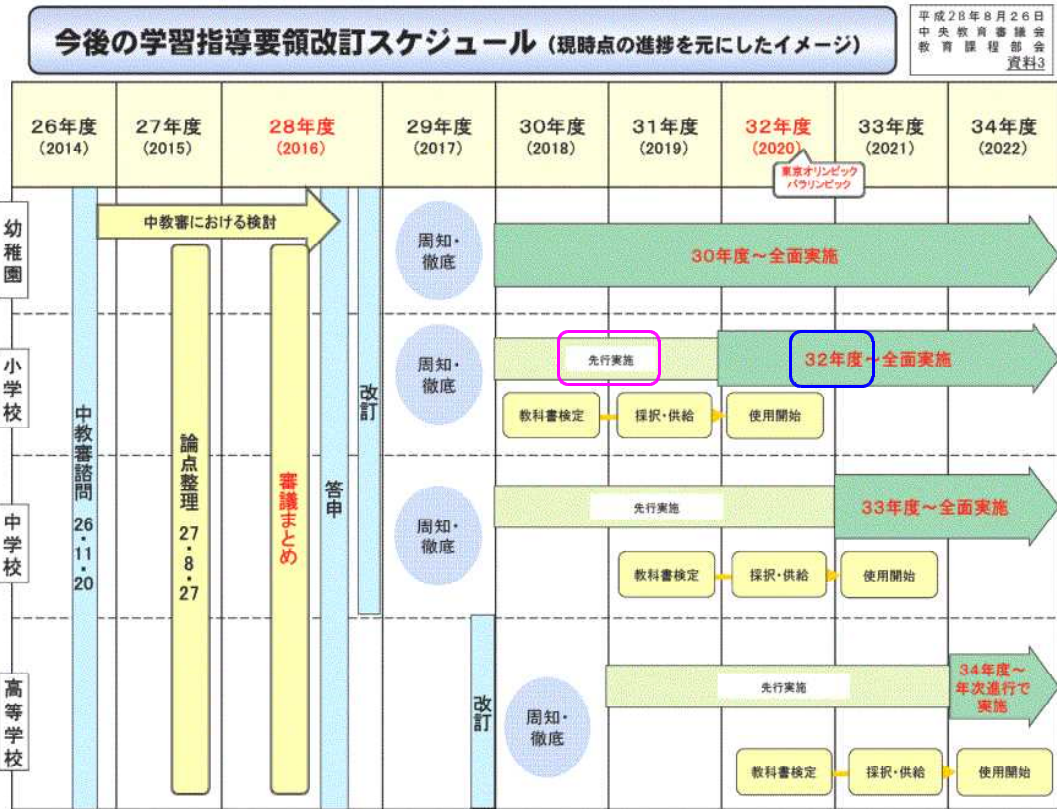 今後の学習指導要領改訂スケジュール（現時点の進捗を元にしたイメージ）
平成28年8月26日
中央教育審議会
教育課程部会
資料3
26年度
(2014)
27年度
(2015)
28年度
(2016)
29年度
(2017)
30年度
(2018)
31年度
(2019)
32年度
(2020)
33年度
(2021)
34年度
(2022)
東京オリンピック
パラリンピック
幼稚園
中教審における検討
周知・
徹底
30年度～全面実施
小学校
周知・
徹底
先行実施
32年度～全面実施
教科書検定
採択・供給
使用開始
中教審諮問 26・11・20
論点整理 27・8・27
審議まとめ
答申
改訂
中学校
周知・
徹底
先行実施
33年度～全面実施
教科書検定
採択・供給
使用開始
高等学校
改訂
周知・
徹底
先行実施
34年度～
年次進行で
実施
教科書検定
採択・供給
使用開始